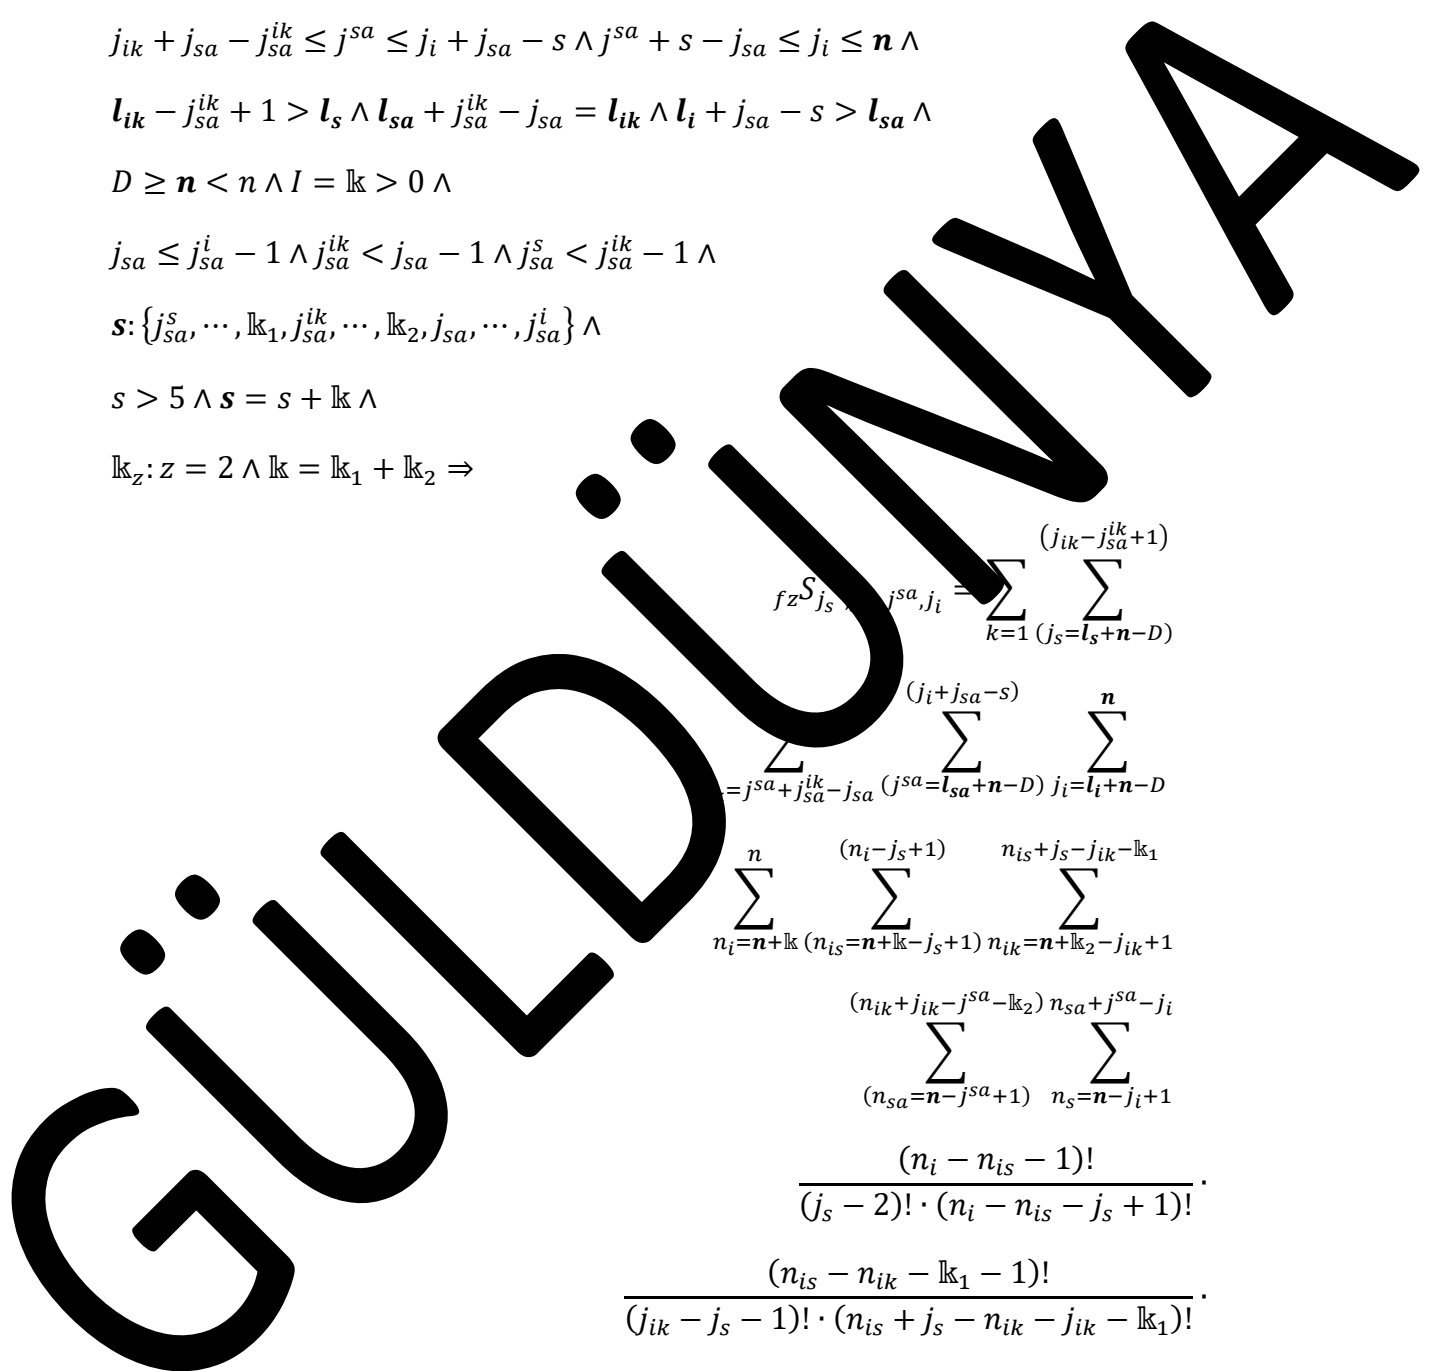 j_{ik} + j_{sa} − j_{sa}^{ik} ≤ j^{sa} ≤ j_i + j_{sa} − s ∧ j^{sa} + s − j_{sa} ≤ j_i ≤ 𝒏 ∧
𝒍_{𝒊𝒌} − j_{sa}^{ik} + 1 > 𝒍_𝒔 ∧ 𝒍_{𝒔𝒂} + j_{sa}^{ik} − j_{sa} = 𝒍_{𝒊𝒌} ∧ 𝒍_𝒊 + j_{sa} − s > 𝒍_{𝒔𝒂} ∧
D ≥ 𝒏 < n ∧ I = 𝕜 > 0 ∧
j_{sa} ≤ j_{sa}^{i} − 1 ∧ j_{sa}^{ik} < j_{sa} − 1 ∧ j_{sa}^{s} < j_{sa}^{ik} − 1 ∧
𝒔: {j_{sa}^{s}, ⋯ , 𝕜_1, j_{sa}^{ik}, ⋯ , 𝕜_2, j_{sa}, ⋯ , j_{sa}^{i}} ∧
s > 5 ∧ 𝒔 = s + 𝕜 ∧
𝕜_z: z = 2 ∧ 𝕜 = 𝕜_1 + 𝕜_2 ⇒
_{fz}S_{j_s, j^{sa}, j_i} = ∑_{k=1} ∑_{(j_s=𝒍_𝒔+𝒏−D)}^{(j_{ik}−j_{sa}^{ik}+1)}
∑_{=j^{sa}+j_{sa}^{ik}−j_{sa}} ∑_{(j^{sa}=𝒍_{𝒔𝒂}+𝒏−D)}^{(j_i+j_{sa}−s)} ∑_{j_i=𝒍_𝒊+𝒏−D}^{𝒏}
∑_{n_i=𝒏+𝕜}^{n} ∑_{(n_{is}=𝒏+𝕜−j_s+1)}^{(n_i−j_s+1)} ∑_{n_{ik}=𝒏+𝕜_2−j_{ik}+1}^{n_{is}+j_s−j_{ik}−𝕜_1}
∑_{(n_{sa}=𝒏−j^{sa}+1)}^{(n_{ik}+j_{ik}−j^{sa}−𝕜_2)} ∑_{n_s=𝒏−j_i+1}^{n_{sa}+j^{sa}−j_i}
\frac{(n_i − n_{is} − 1)!}{(j_s − 2)! · (n_i − n_{is} − j_s + 1)!} ·
\frac{(n_{is} − n_{ik} − 𝕜_1 − 1)!}{(j_{ik} − j_s − 1)! · (n_{is} + j_s − n_{ik} − j_{ik} − 𝕜_1)!} ·
GÜLDÜNYA